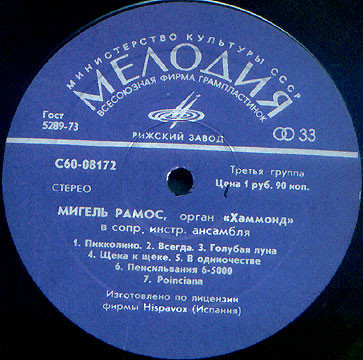 МИНИСТЕРСТВО КУЛЬТУРЫ СССР
МЕЛОДИЯ
ВСЕСОЮЗНАЯ ФИРМА ГРАМПЛАСТИНОК
Гост
5289-73
33
РИЖСКИЙ ЗАВОД
С60-08172
Третья группа
СТЕРЕО
Цена 1 руб. 90 коп.
МИГЕЛЬ РАМОС, орган «Хаммонд»
в сопр. инстр. ансамбля
1. Пикколино. 2. Всегда. 3. Голубая луна
4. Щека к щеке. 5. В одиночестве
6. Пенсильвания 6-5000
7. Poinciana
Изготовлено по лицензии
фирмы Hispavox (Испания)